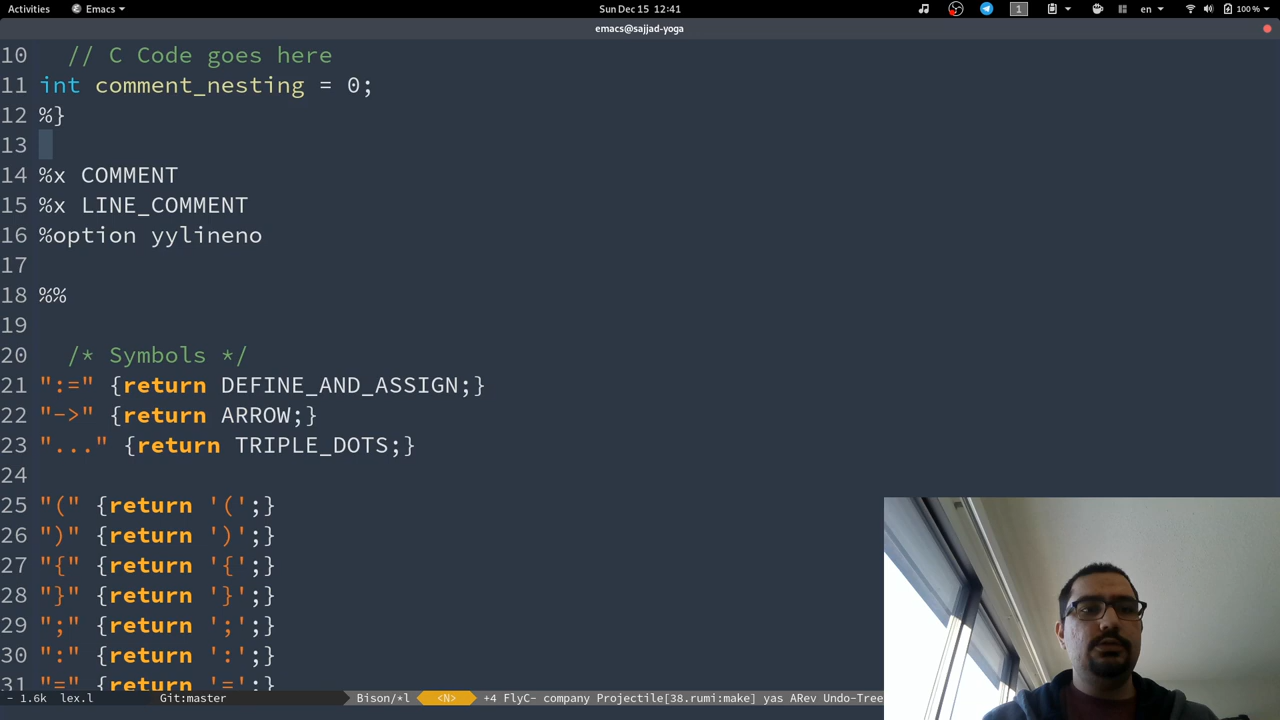 Activities Emacs Sun Dec 15 12:41 1 en 100 %
emacs@sajjad-yoga
10 // C Code goes here
11 int comment_nesting = 0;
12 %}
13
14 %x COMMENT
15 %x LINE_COMMENT
16 %option yylineno
17
18 %%
19
20 /* Symbols */
21 ":=" {return DEFINE_AND_ASSIGN;}
22 "->" {return ARROW;}
23 "..." {return TRIPLE_DOTS;}
24
25 "(" {return '(';}
26 ")" {return ')';}
27 "{" {return '{';}
28 "}" {return '}';}
29 ";" {return ';';}
30 ":" {return ':';}
31 "=" {return '=';}
- 1.6k lex.l Git:master Bison/*l <N> +4 FlyC- company Projectile[38.rumi:make] yas ARev Undo-Tree